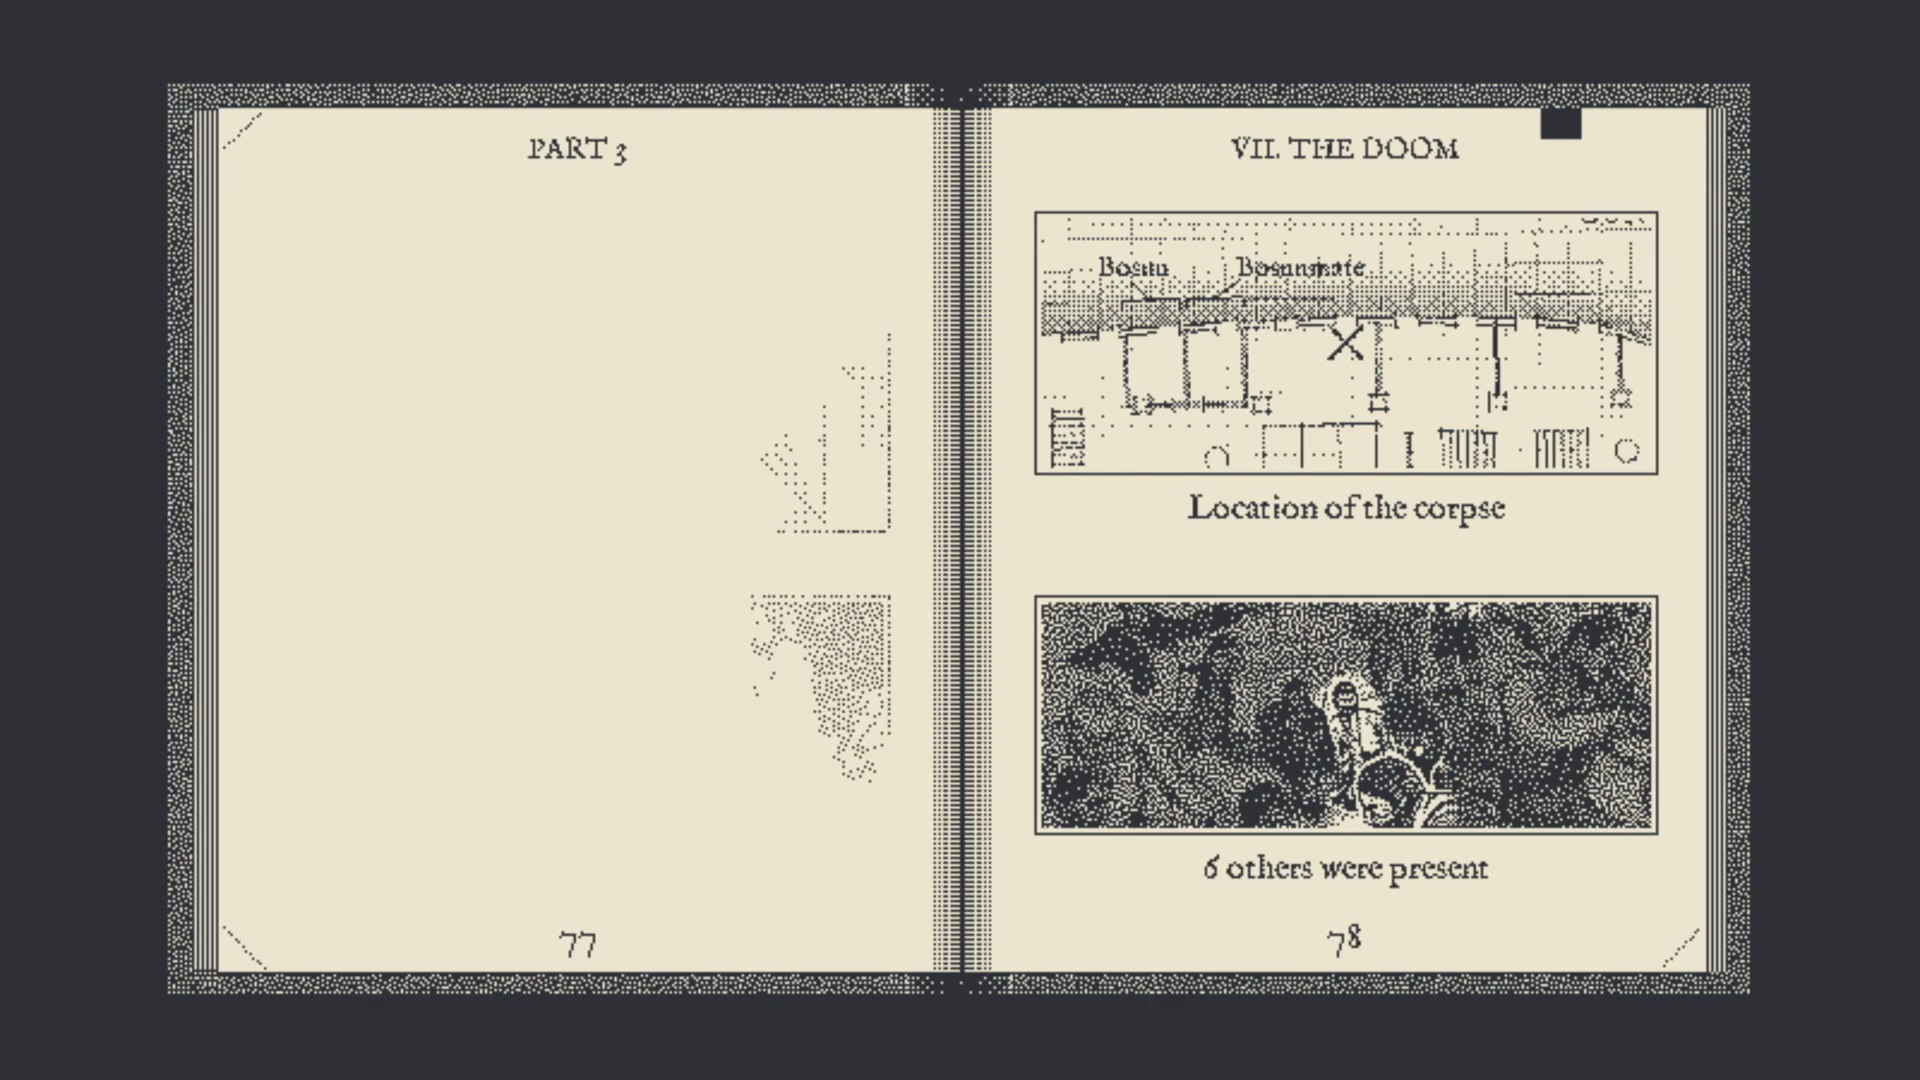 PART 3
77
VII. THE DOOM
Bosun Bosunmate
Location of the corpse
6 others were present
78